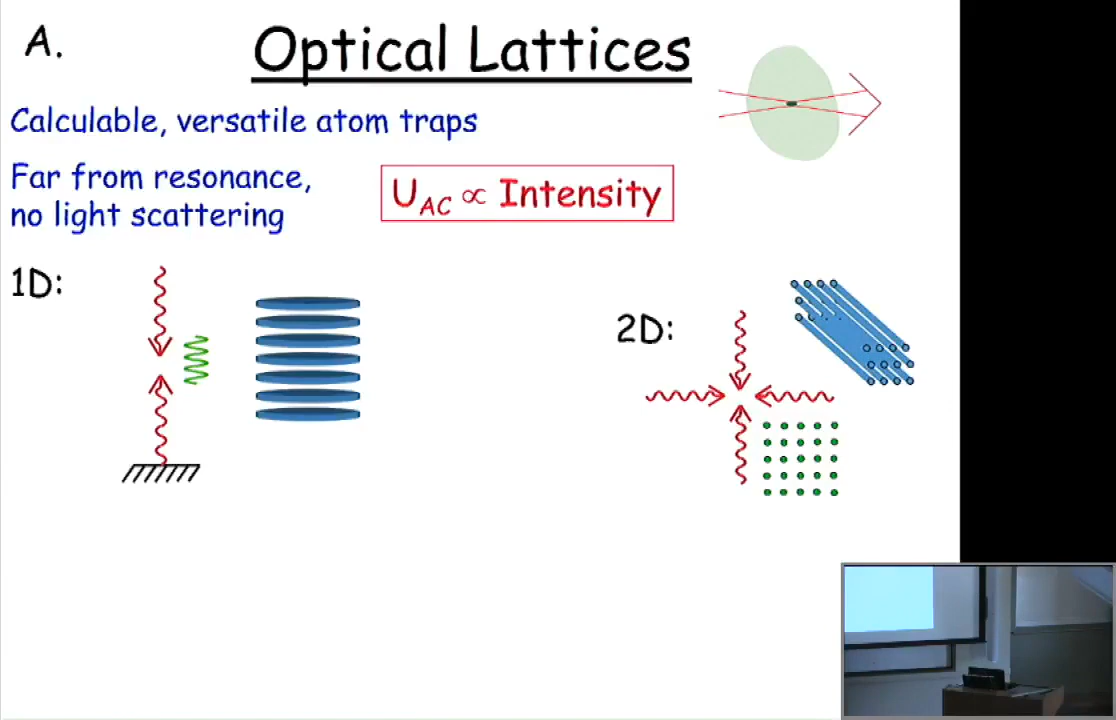 A.
Optical Lattices
Calculable, versatile atom traps
Far from resonance,
no light scattering
U_AC ∝ Intensity
1D:
2D: